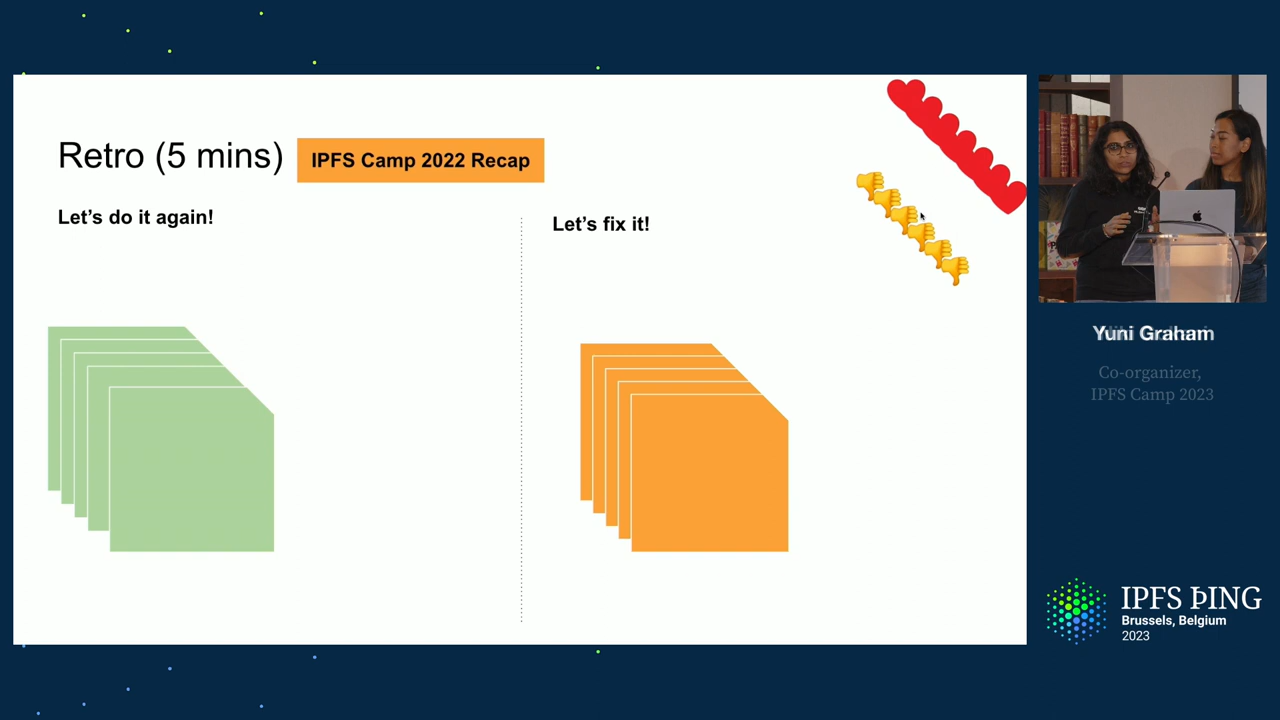 Retro (5 mins)
IPFS Camp 2022 Recap
Let's do it again!
Let's fix it!
Yuni Graham
Co-organizer,
IPFS Camp 2023
IPFS ÞING
Brussels, Belgium
2023